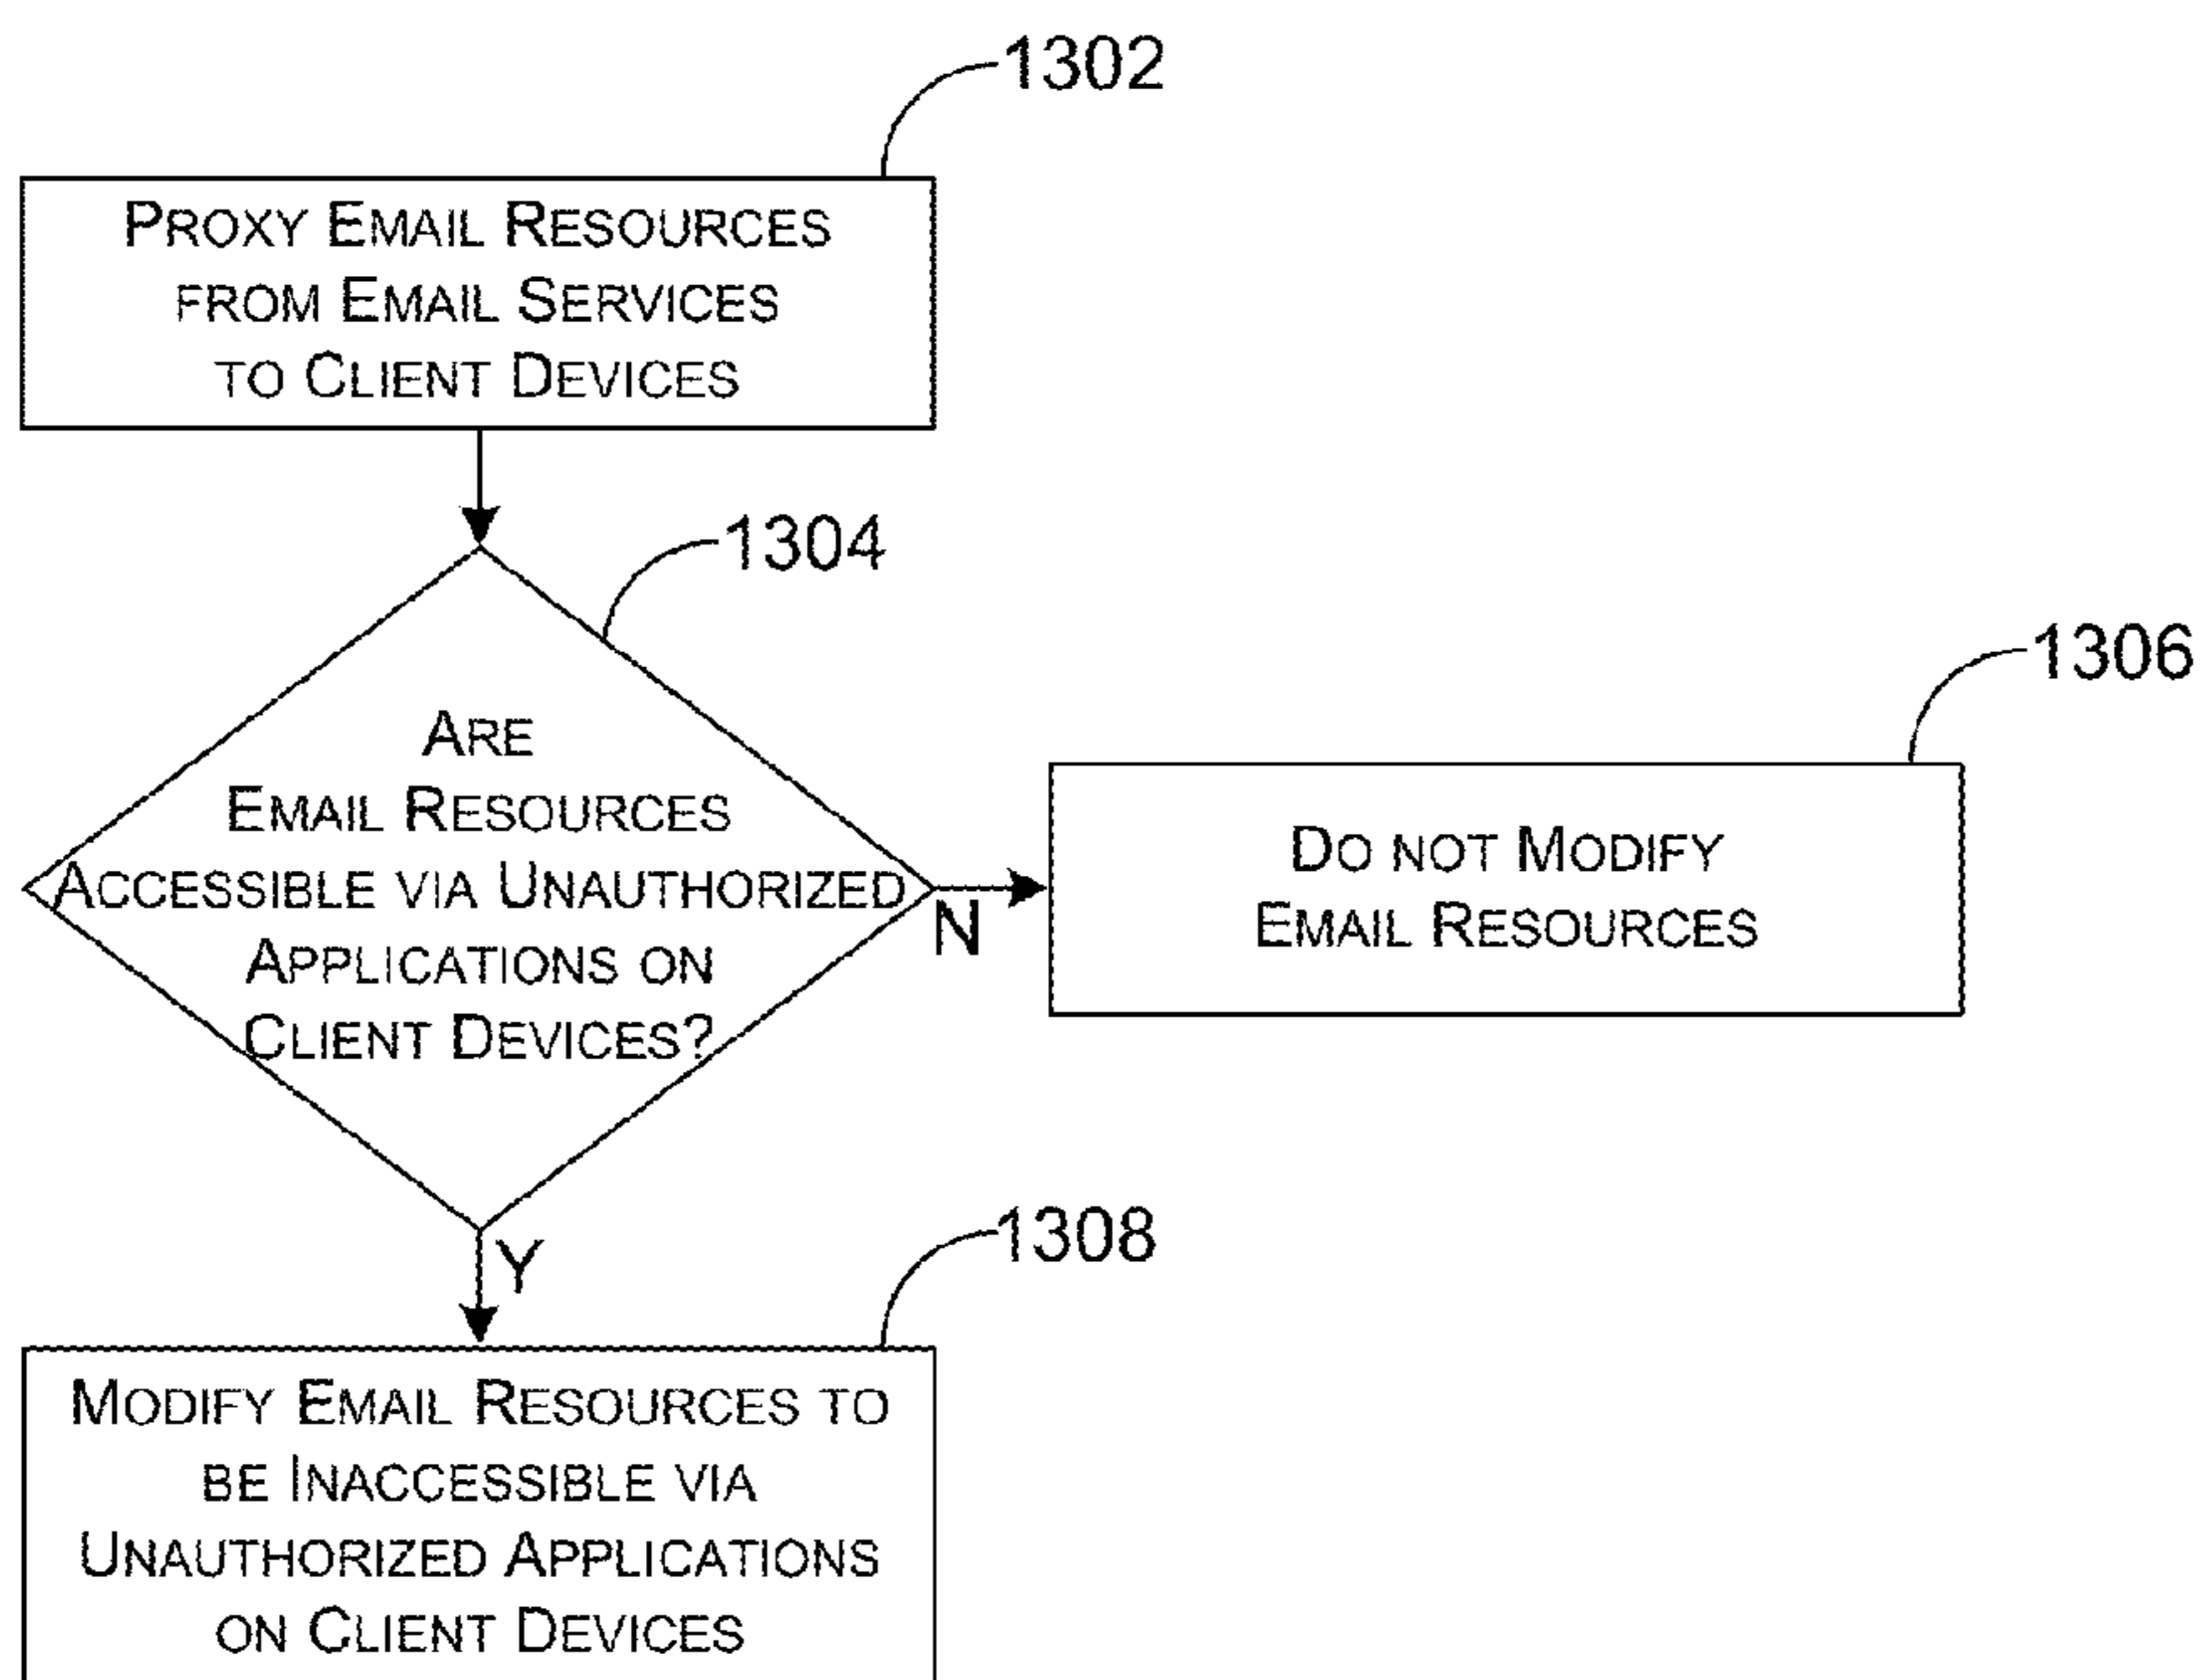 1302
PROXY EMAIL RESOURCES
FROM EMAIL SERVICES
TO CLIENT DEVICES
1304
ARE
EMAIL RESOURCES
ACCESSIBLE VIA UNAUTHORIZED
APPLICATIONS ON
CLIENT DEVICES?
N
1306
DO NOT MODIFY
EMAIL RESOURCES
Y
1308
MODIFY EMAIL RESOURCES TO
BE INACCESSIBLE VIA
UNAUTHORIZED APPLICATIONS
ON CLIENT DEVICES